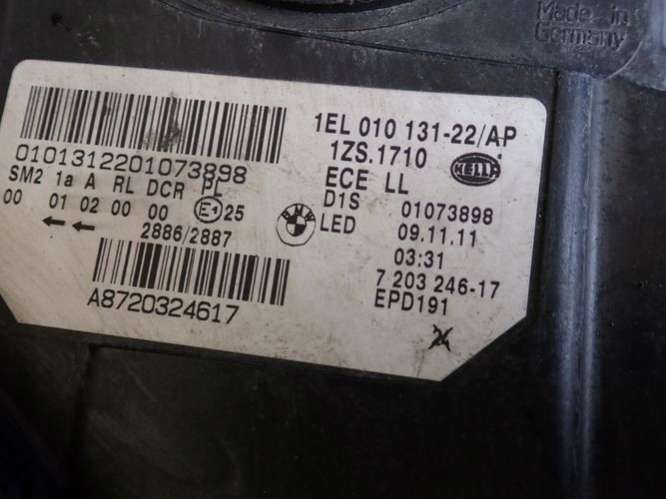 Made in
Germany
0101312201073898
SM2 1a A RL DCR PL
00 01 02 00 00 E1 25
2886/2887
A8720324617
1EL 010 131-22/AP
1ZS.1710
HELLA
ECE LL
D1S 01073898
BMW
LED 09.11.11
03:31
7 203 246-17
EPD191